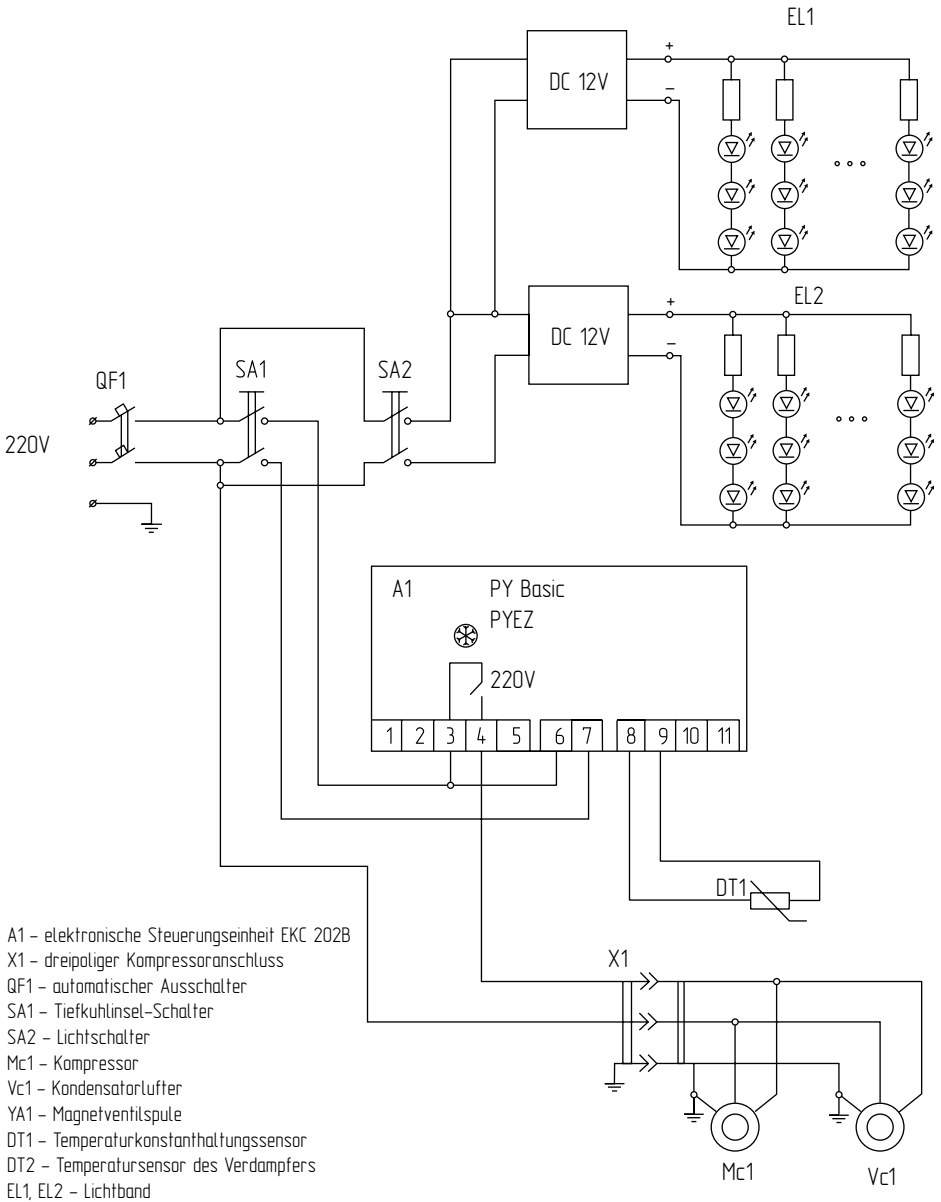 EL1
+
DC 12V
–
EL2
+
DC 12V
–
QF1
SA1
SA2
220V
A1
PY Basic
PYEZ
220V
1 2 3 4 5 6 7 8 9 10 11
DT1
X1
Mc1
Vc1
A1 – elektronische Steuerungseinheit EKC 202B
X1 – dreipoliger Kompressoranschluss
QF1 – automatischer Ausschalter
SA1 – Tiefkuhlinsel-Schalter
SA2 – Lichtschalter
Mc1 – Kompressor
Vc1 – Kondensatorlufter
YA1 – Magnetventilspule
DT1 – Temperaturkonstanthaltungssensor
DT2 – Temperatursensor des Verdampfers
EL1, EL2 – Lichtband